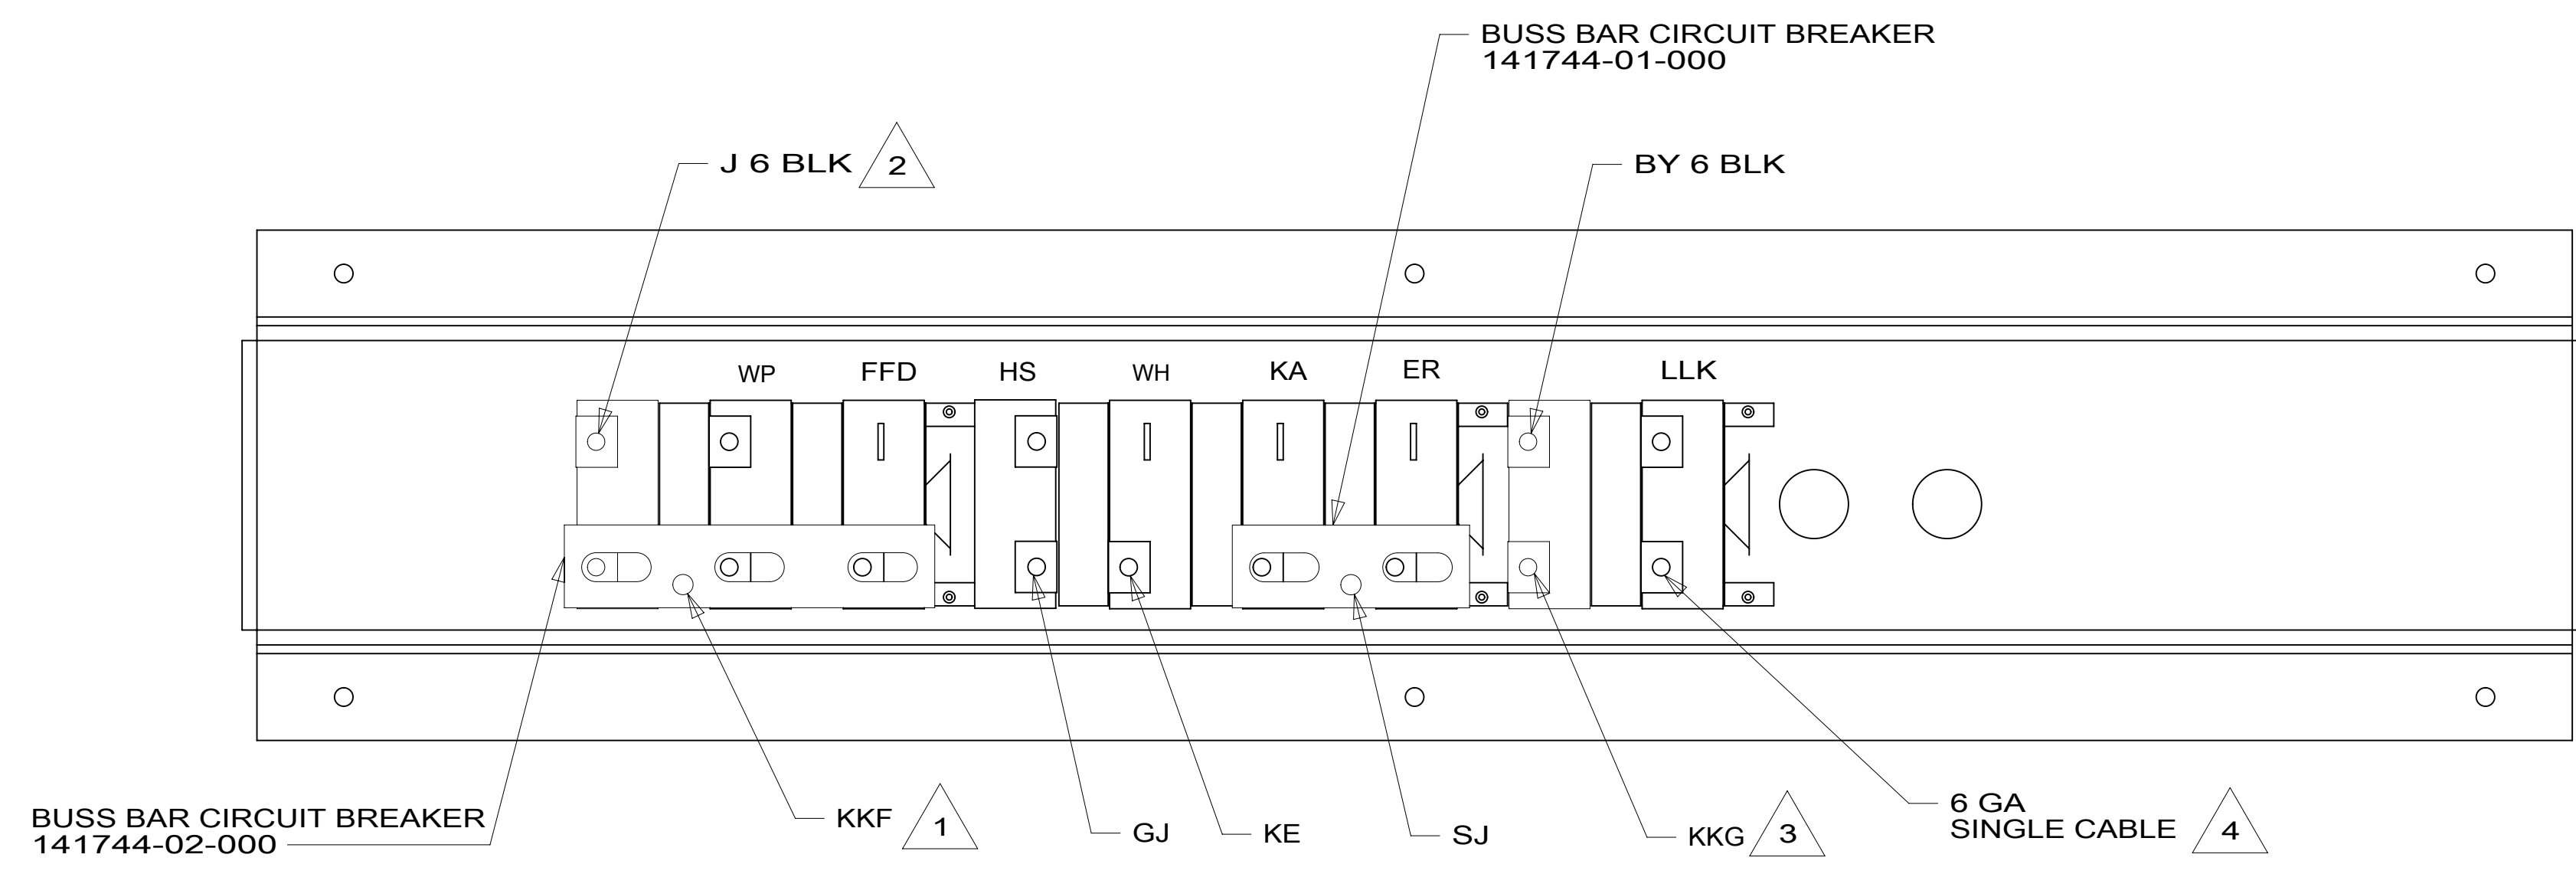 BUSS BAR CIRCUIT BREAKER
141744-01-000
J 6 BLK 2
BY 6 BLK
WP FFD HS WH KA ER LLK
BUSS BAR CIRCUIT BREAKER
141744-02-000
KKF 1
GJ
KE
SJ
KKG 3
6 GA
SINGLE CABLE 4